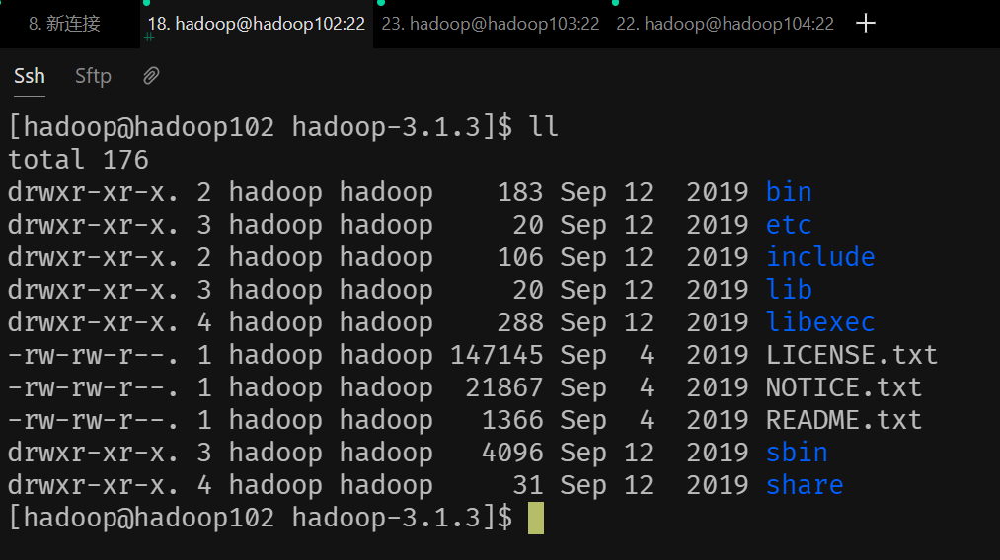 8. 新连接 18. hadoop@hadoop102:22 23. hadoop@hadoop103:22 22. hadoop@hadoop104:22 +
#
Ssh Sftp
[hadoop@hadoop102 hadoop-3.1.3]$ ll
total 176
drwxr-xr-x. 2 hadoop hadoop    183 Sep 12  2019 bin
drwxr-xr-x. 3 hadoop hadoop     20 Sep 12  2019 etc
drwxr-xr-x. 2 hadoop hadoop    106 Sep 12  2019 include
drwxr-xr-x. 3 hadoop hadoop     20 Sep 12  2019 lib
drwxr-xr-x. 4 hadoop hadoop    288 Sep 12  2019 libexec
-rw-rw-r--. 1 hadoop hadoop 147145 Sep  4  2019 LICENSE.txt
-rw-rw-r--. 1 hadoop hadoop  21867 Sep  4  2019 NOTICE.txt
-rw-rw-r--. 1 hadoop hadoop   1366 Sep  4  2019 README.txt
drwxr-xr-x. 3 hadoop hadoop   4096 Sep 12  2019 sbin
drwxr-xr-x. 4 hadoop hadoop     31 Sep 12  2019 share
[hadoop@hadoop102 hadoop-3.1.3]$